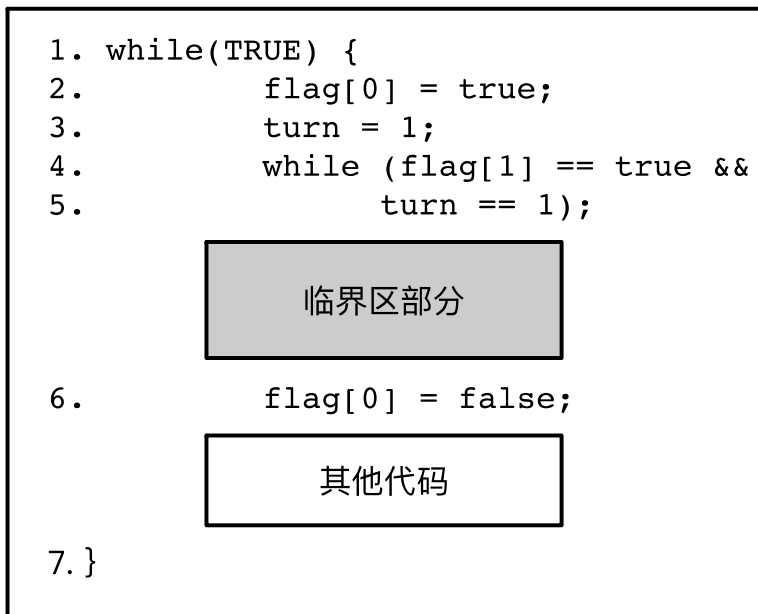 1. while(TRUE) {
2. flag[0] = true;
3. turn = 1;
4. while (flag[1] == true &&
5. turn == 1);
临界区部分
6. flag[0] = false;
其他代码
7. }